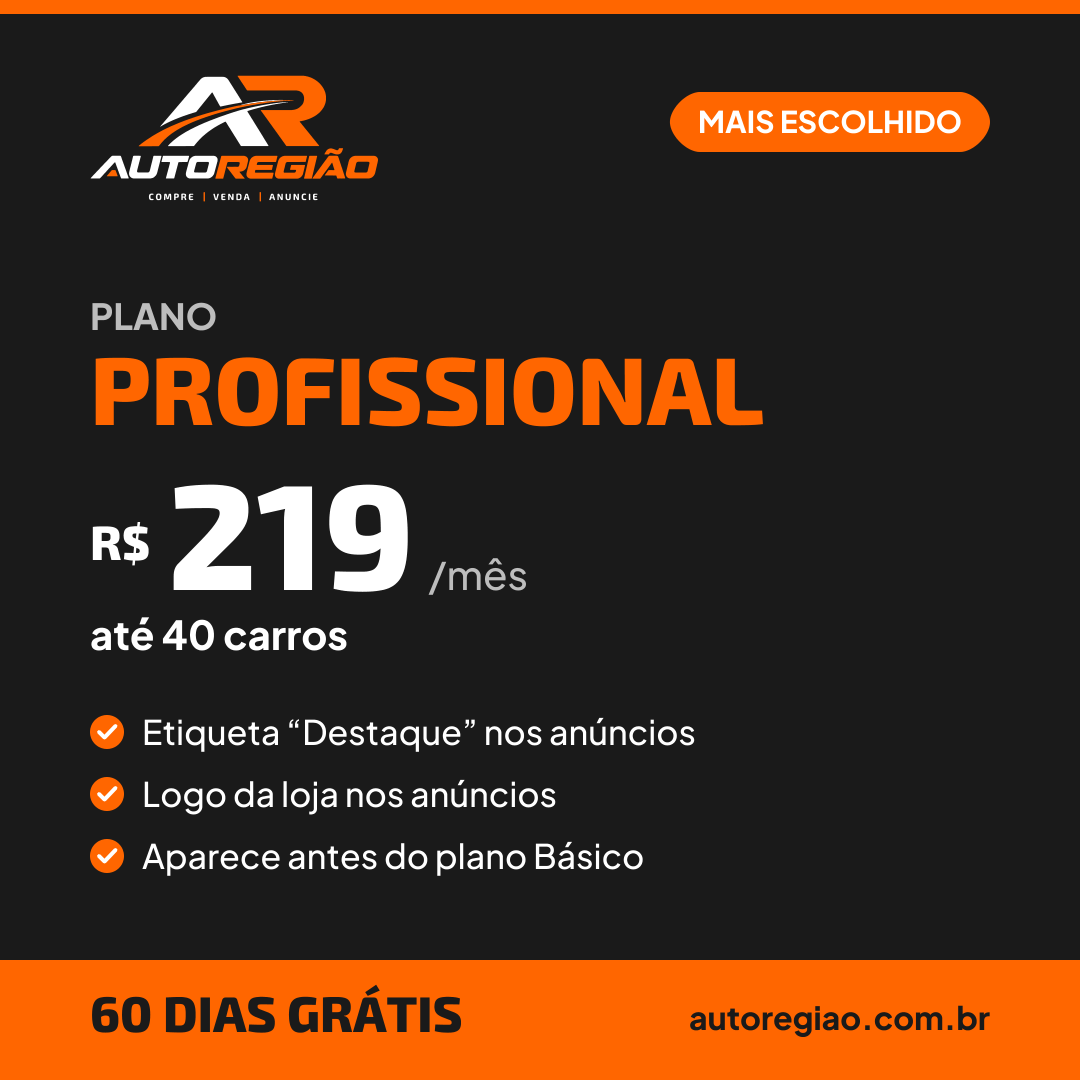 AR
AUTOREGIÃO
COMPRE | VENDA | ANUNCIE
MAIS ESCOLHIDO
PLANO
PROFISSIONAL
R$ 219 /mês
até 40 carros
Etiqueta “Destaque” nos anúncios
Logo da loja nos anúncios
Aparece antes do plano Básico
60 DIAS GRÁTIS
autoregiao.com.br